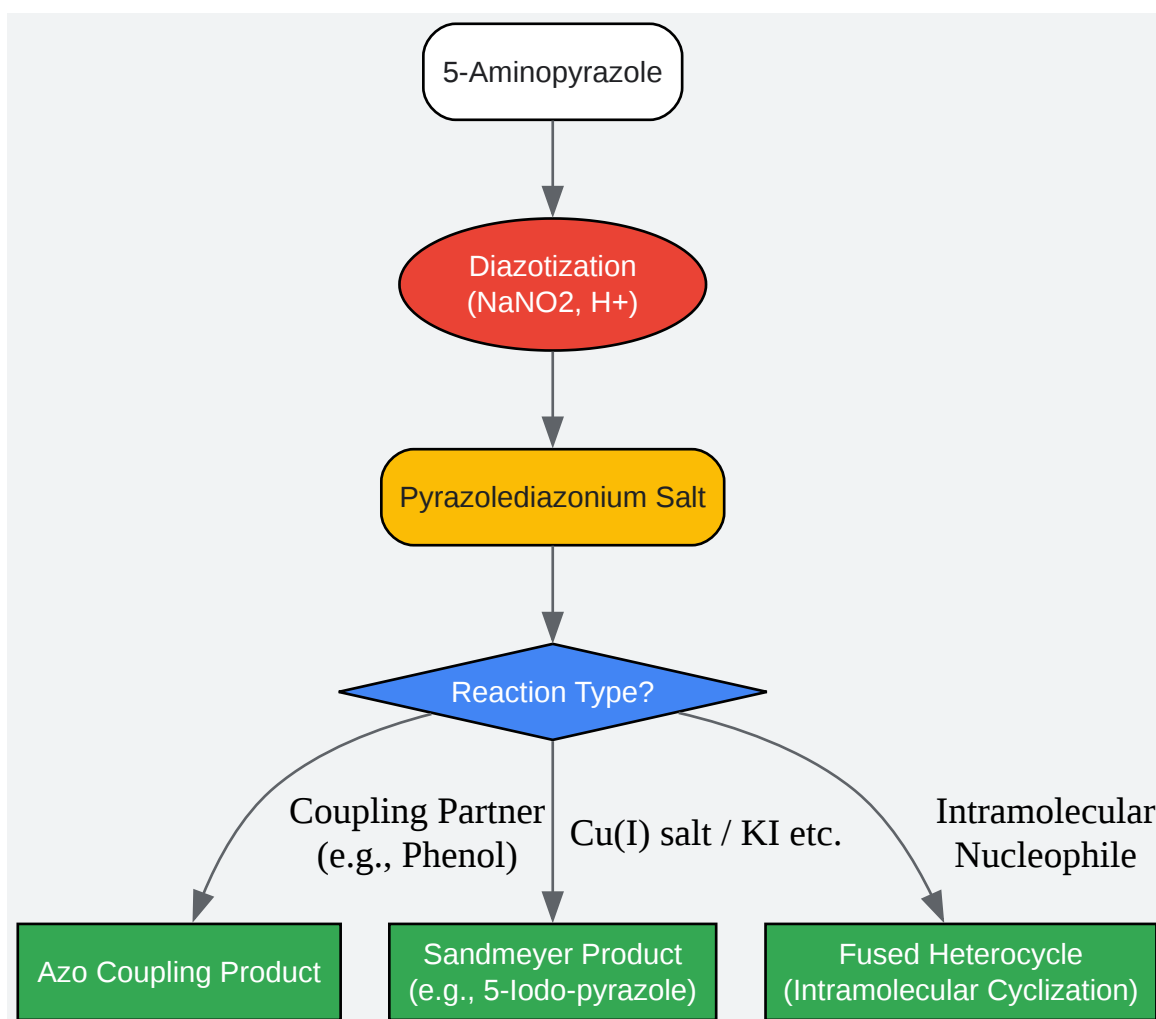 5-Aminopyrazole
Diazotization
(NaNO2, H+)
Pyrazolediazonium Salt
Reaction Type?
Coupling Partner
(e.g., Phenol)
Cu(I) salt / KI etc.
Intramolecular
Nucleophile
Azo Coupling Product
Sandmeyer Product
(e.g., 5-Iodo-pyrazole)
Fused Heterocycle
(Intramolecular Cyclization)